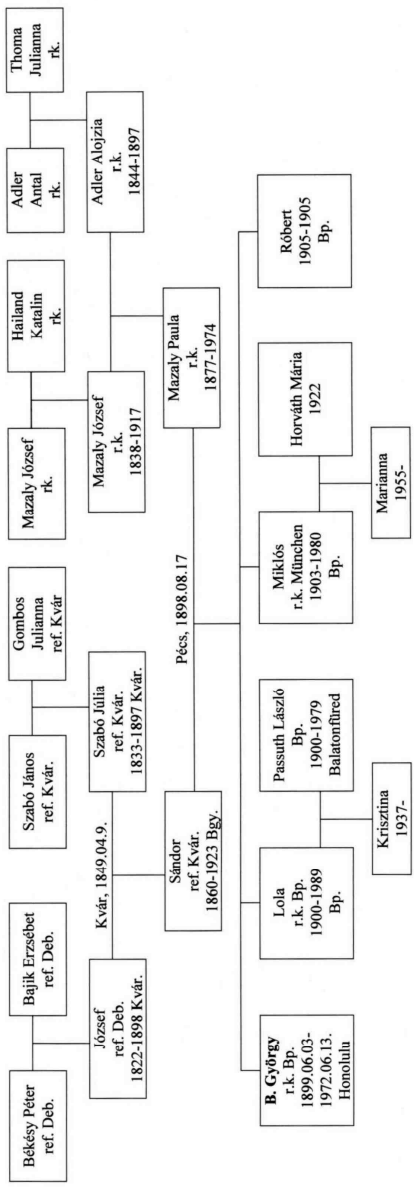 Békésy Péter
ref. Deb.
Bajik Erzsébet
ref. Deb.
Szabó János
ref. Kvár.
Gombos
Julianna
ref. Kvár
Mazaly József
rk.
Hailand
Katalin
rk.
Adler
Antal
rk.
Thoma
Julianna
rk.
József
ref. Deb.
1822-1898 Kvár.
Kvár, 1849.04.9.
Szabó Júlia
ref. Kvár.
1833-1897 Kvár.
Mazaly József
r.k.
1838-1917
Adler Alojzia
r.k.
1844-1897
Sándor
ref. Kvár.
1860-1923 Bgy.
Pécs, 1898.08.17
Mazaly Paula
r.k.
1877-1974
B. György
r.k. Bp.
1899.06.03-
1972.06.13.
Honolulu
Lola
r.k. Bp.
1900-1989
Bp.
Passuth László
Bp.
1900-1979
Balatonfüred
Miklós
r.k. München
1903-1980
Bp.
Horváth Mária
1922
Róbert
1905-1905
Bp.
Krisztina
1937-
Marianna
1955-